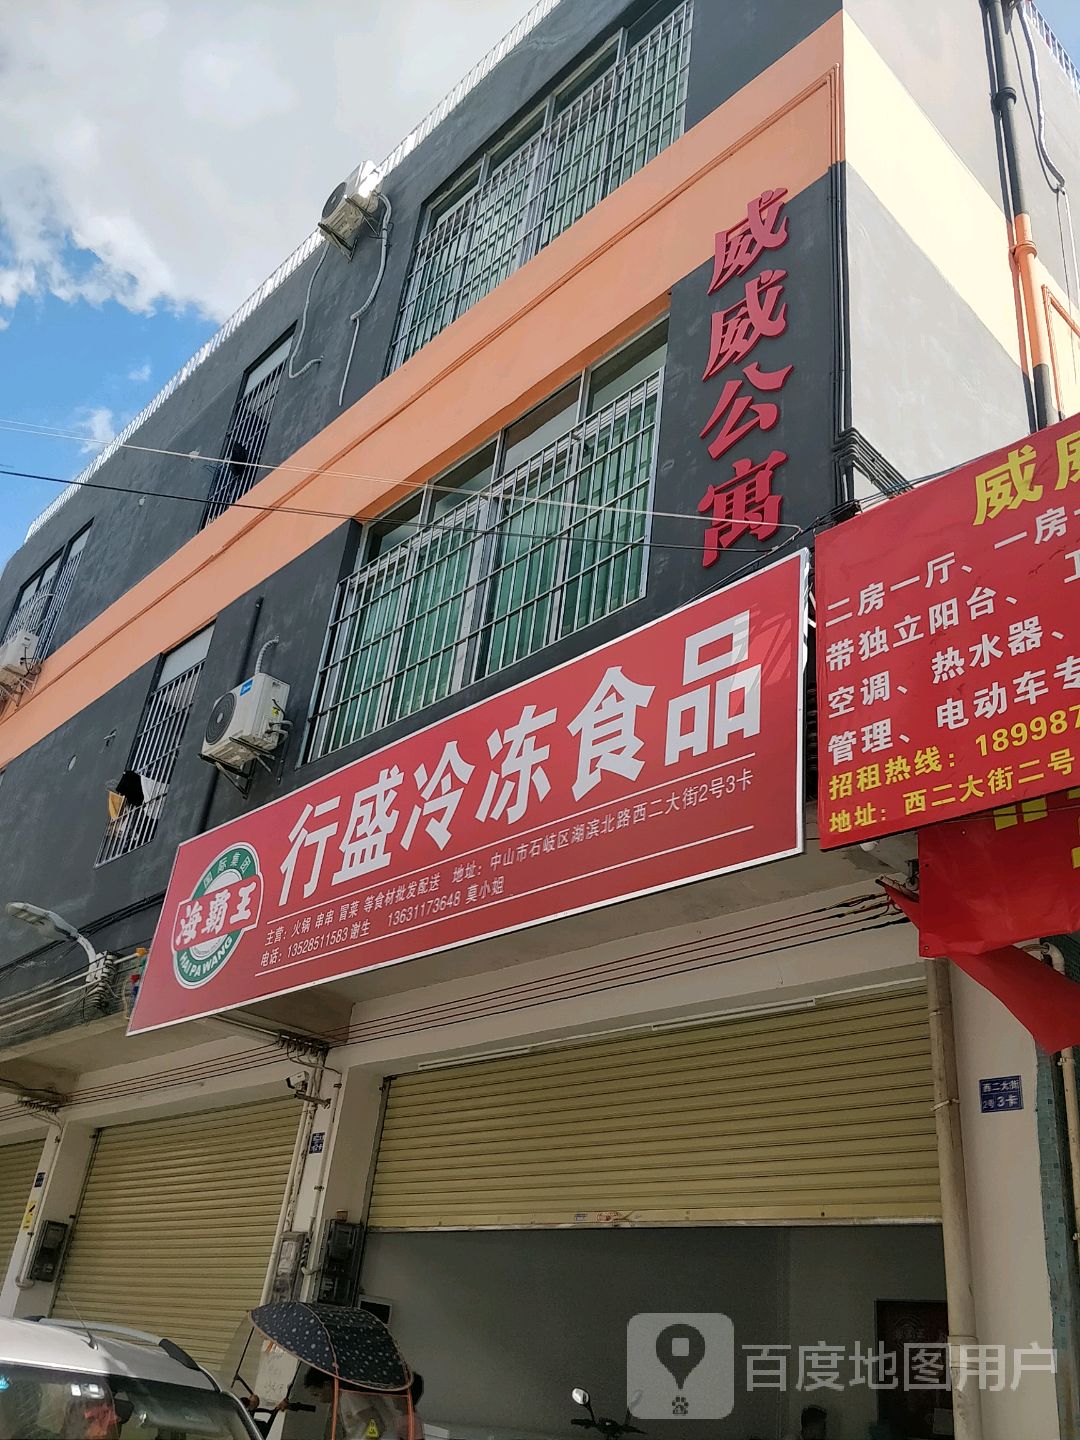 威威公寓
行盛冷冻食品
国际集团
海霸王
HAI PA WANG
主营：火锅 串串 冒菜 等食材批发配送 地址：中山市石岐区湖滨北路西二大街2号3卡
电话：13528511583 谢生 13631173648 莫小姐
威
二房一厅、一房
带独立阳台、
空调、热水器、
管理、电动车专
招租热线：18998
地址：西二大街二号
西二大街
2号3卡
百度地图用户